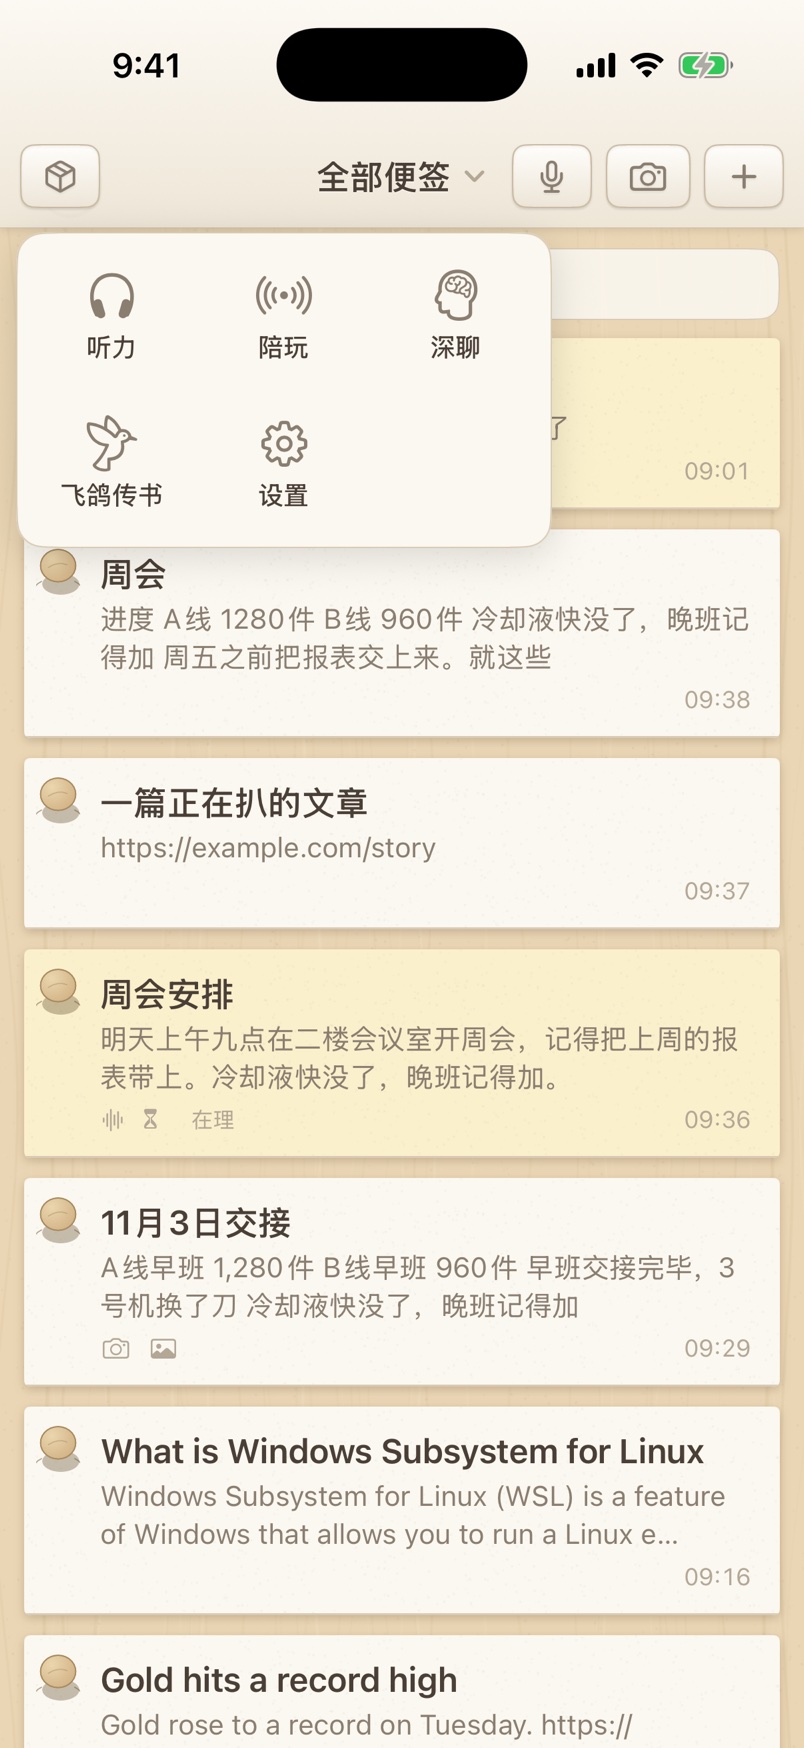 9:41
全部便签
听力
陪玩
深聊
飞鸽传书
设置
了
09:01
周会
进度 A线 1280件 B线 960件 冷却液快没了，晚班记
得加 周五之前把报表交上来。就这些
09:38
一篇正在扒的文章
https://example.com/story
09:37
周会安排
明天上午九点在二楼会议室开周会，记得把上周的报
表带上。冷却液快没了，晚班记得加。
在理
09:36
11月3日交接
A线早班 1,280件 B线早班 960件 早班交接完毕，3
号机换了刀 冷却液快没了，晚班记得加
09:29
What is Windows Subsystem for Linux
Windows Subsystem for Linux (WSL) is a feature
of Windows that allows you to run a Linux e...
09:16
Gold hits a record high
Gold rose to a record on Tuesday. https://